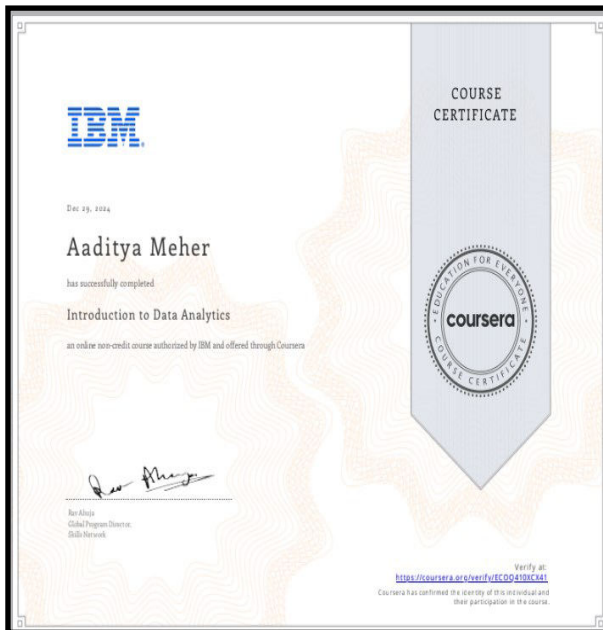 COURSE
CERTIFICATE
IBM
Dec 29, 2024
Aaditya Meher
has successfully completed
Introduction to Data Analytics
an online non-credit course authorized by IBM and offered through Coursera
EDUCATION FOR EVERYONE
coursera
COURSE CERTIFICATE
Rav Ahuja
Global Program Director
Skills Network
Verify at:
https://coursera.org/verify/ECOQ410XCX41
Coursera has confirmed the identity of this individual and
their participation in the course.